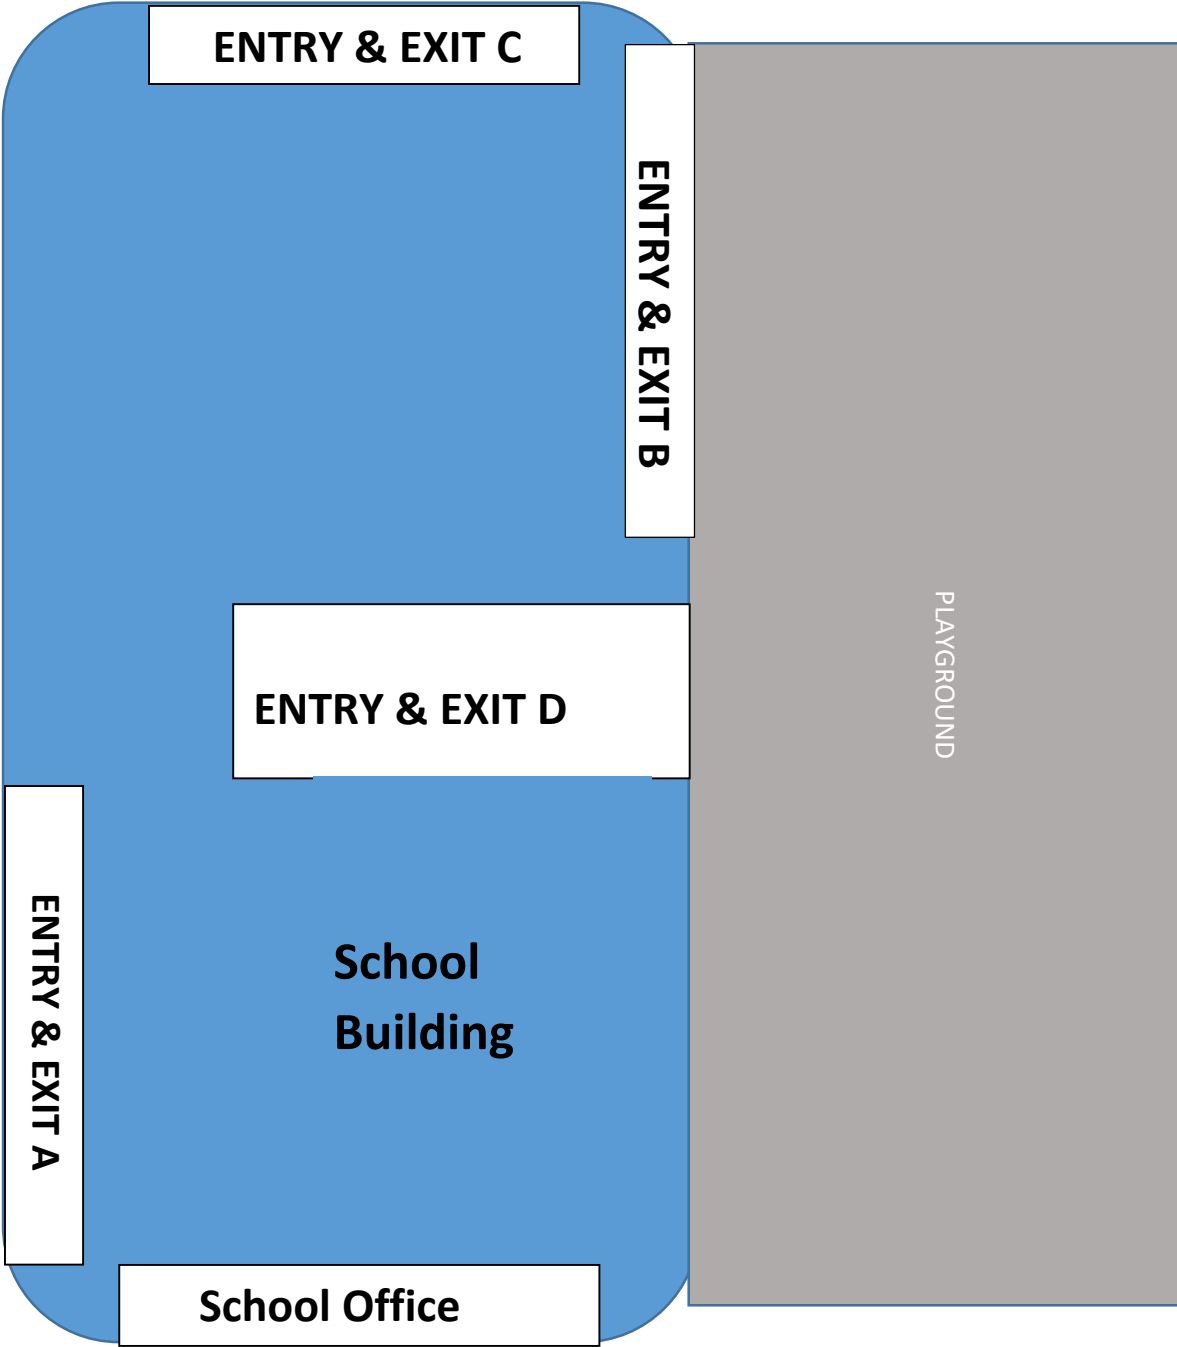 ENTRY & EXIT C
ENTRY & EXIT B
ENTRY & EXIT D
PLAYGROUND
ENTRY & EXIT A
School
Building
School Office